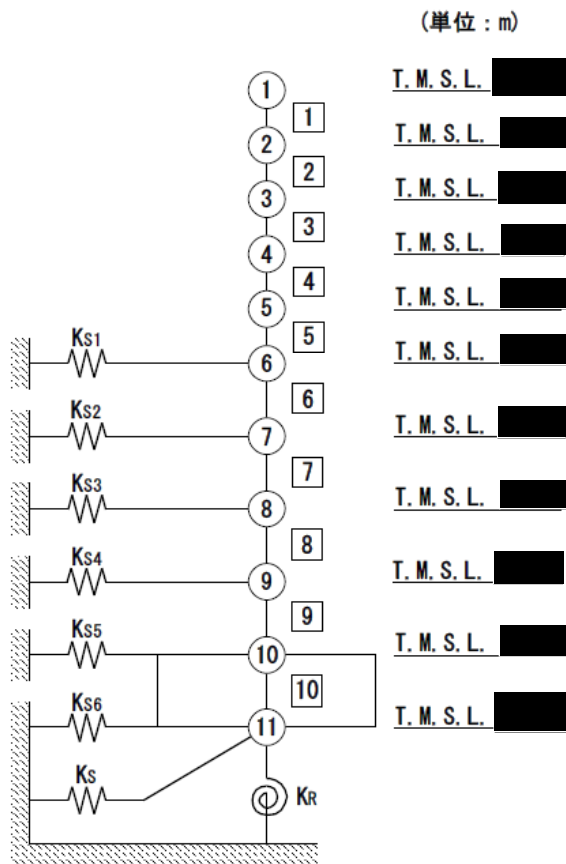 (単位：m)
1 T.M.S.L.
1
2 T.M.S.L.
2
3 T.M.S.L.
3
4 T.M.S.L.
4
5 T.M.S.L.
5
KS1 6 T.M.S.L.
6
KS2 7 T.M.S.L.
7
KS3 8 T.M.S.L.
8
KS4 9 T.M.S.L.
9
KS5 10 T.M.S.L.
10
KS6 11 T.M.S.L.
KS KR